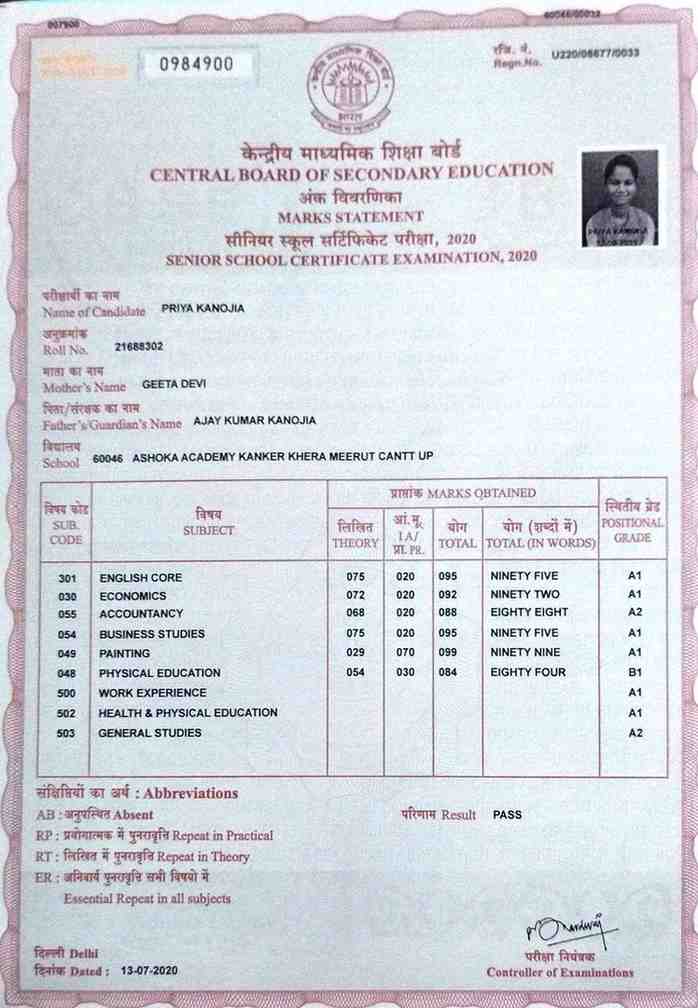 007900
60046/00033
0984900
रजि. नं.
Regn.No. U220/08677/0033
भारत
केन्द्रीय माध्यमिक शिक्षा बोर्ड
CENTRAL BOARD OF SECONDARY EDUCATION
अंक विवरणिका
MARKS STATEMENT
सीनियर स्कूल सर्टिफिकेट परीक्षा, 2020
SENIOR SCHOOL CERTIFICATE EXAMINATION, 2020
PRIYA KANOJIA
परीक्षार्थी का नाम
Name of Candidate PRIYA KANOJIA
अनुक्रमांक
Roll No. 21688302
माता का नाम
Mother's Name GEETA DEVI
पिता/संरक्षक का नाम
Father's/Guardian's Name AJAY KUMAR KANOJIA
विद्यालय
School 60046 ASHOKA ACADEMY KANKER KHERA MEERUT CANTT UP
विषय कोड SUB. CODE
विषय SUBJECT
प्राप्तांक MARKS OBTAINED
लिखित THEORY
आं.मू. IA/ प्रा. PR.
योग TOTAL
योग (शब्दों में) TOTAL (IN WORDS)
स्थितीय ग्रेड POSITIONAL GRADE
301 ENGLISH CORE 075 020 095 NINETY FIVE A1
030 ECONOMICS 072 020 092 NINETY TWO A1
055 ACCOUNTANCY 068 020 088 EIGHTY EIGHT A2
054 BUSINESS STUDIES 075 020 095 NINETY FIVE A1
049 PAINTING 029 070 099 NINETY NINE A1
048 PHYSICAL EDUCATION 054 030 084 EIGHTY FOUR B1
500 WORK EXPERIENCE A1
502 HEALTH & PHYSICAL EDUCATION A1
503 GENERAL STUDIES A2
संक्षिप्तियों का अर्थ : Abbreviations
AB : अनुपस्थित Absent
परिणाम Result PASS
RP : प्रयोगात्मक में पुनरावृत्ति Repeat in Practical
RT : लिखित में पुनरावृत्ति Repeat in Theory
ER : अनिवार्य पुनरावृत्ति सभी विषयो में
Essential Repeat in all subjects
दिल्ली Delhi
दिनांक Dated : 13-07-2020
परीक्षा नियंत्रक
Controller of Examinations